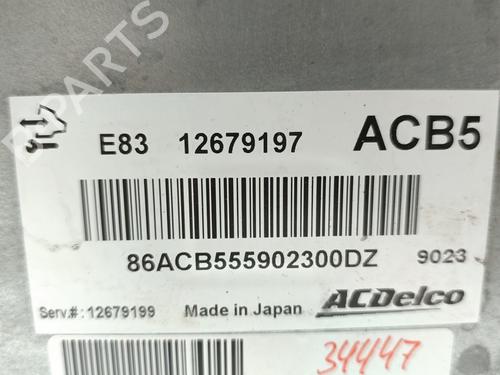 B-PARTS
E83 12679197 ACB5
86ACB555902300DZ 9023
Serv.#:12679199 Made in Japan ACDelco
34447